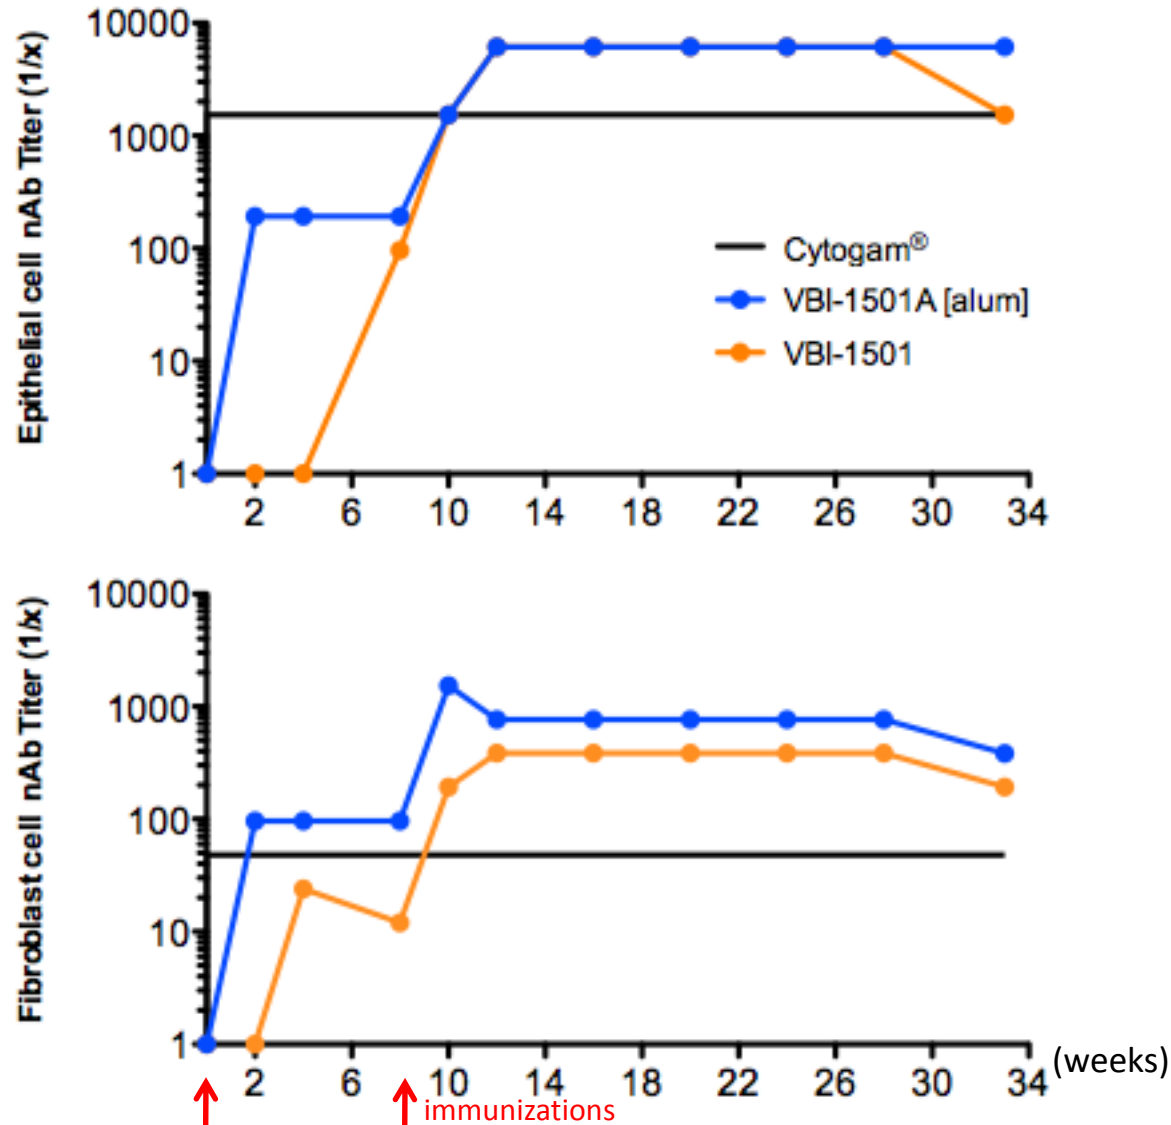 Epithelial cell nAb Titer (1/x)
10000
1000
100
10
1
2 6 10 14 18 22 26 30 34
Cytogam®
VBI-1501A [alum]
VBI-1501
Fibroblast cell nAb Titer (1/x)
10000
1000
100
10
1
2 6 10 14 18 22 26 30 34 (weeks)
immunizations